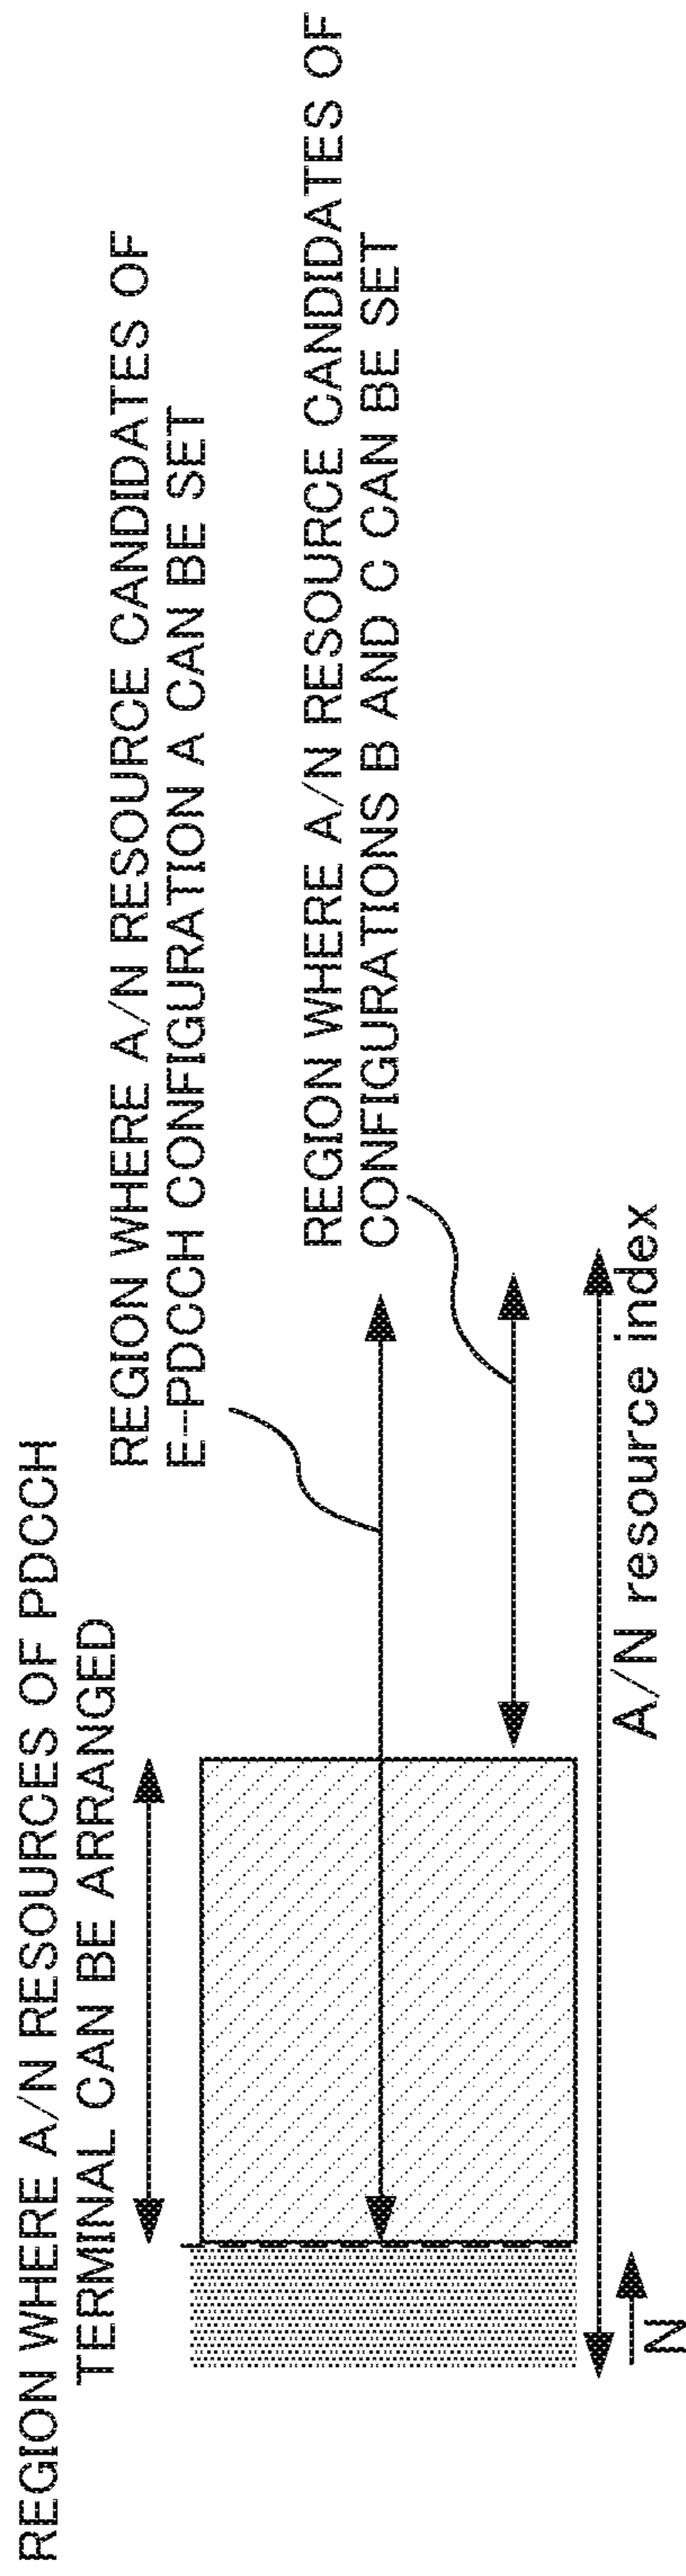 REGION WHERE A/N RESOURCES OF PDCCH
TERMINAL CAN BE ARRANGED
REGION WHERE A/N RESOURCE CANDIDATES OF
E-PDCCH CONFIGURATION A CAN BE SET
REGION WHERE A/N RESOURCE CANDIDATES OF
CONFIGURATIONS B AND C CAN BE SET
A/N resource index
N